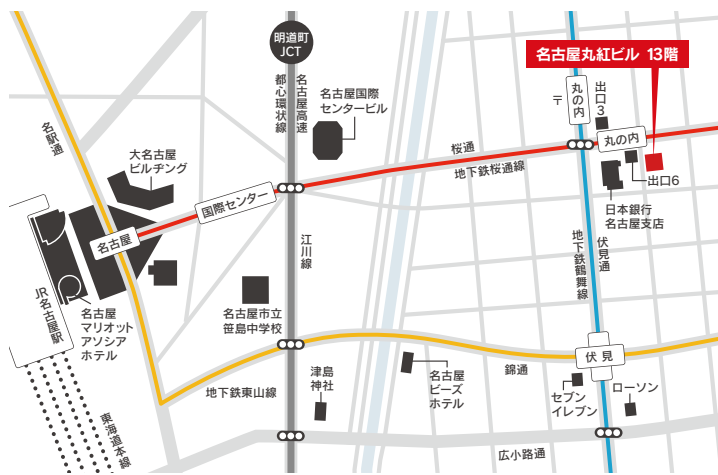 明道町
JCT
名古屋高速
都心環状線
名古屋丸紅ビル 13階
名駅通
大名古屋
ビルヂング
名古屋国際
センタービル
丸の内
〒
出口3
桜通
地下鉄桜通線
丸の内
出口6
日本銀行
名古屋支店
国際センター
名古屋
江川線
伏見通
地下鉄鶴舞線
JR名古屋駅
名古屋
マリオット
アソシア
ホテル
名古屋市立
笹島中学校
地下鉄東山線
津島
神社
名古屋
ビーズ
ホテル
錦通
伏見
セブン
イレブン
ローソン
東海道本線
広小路通